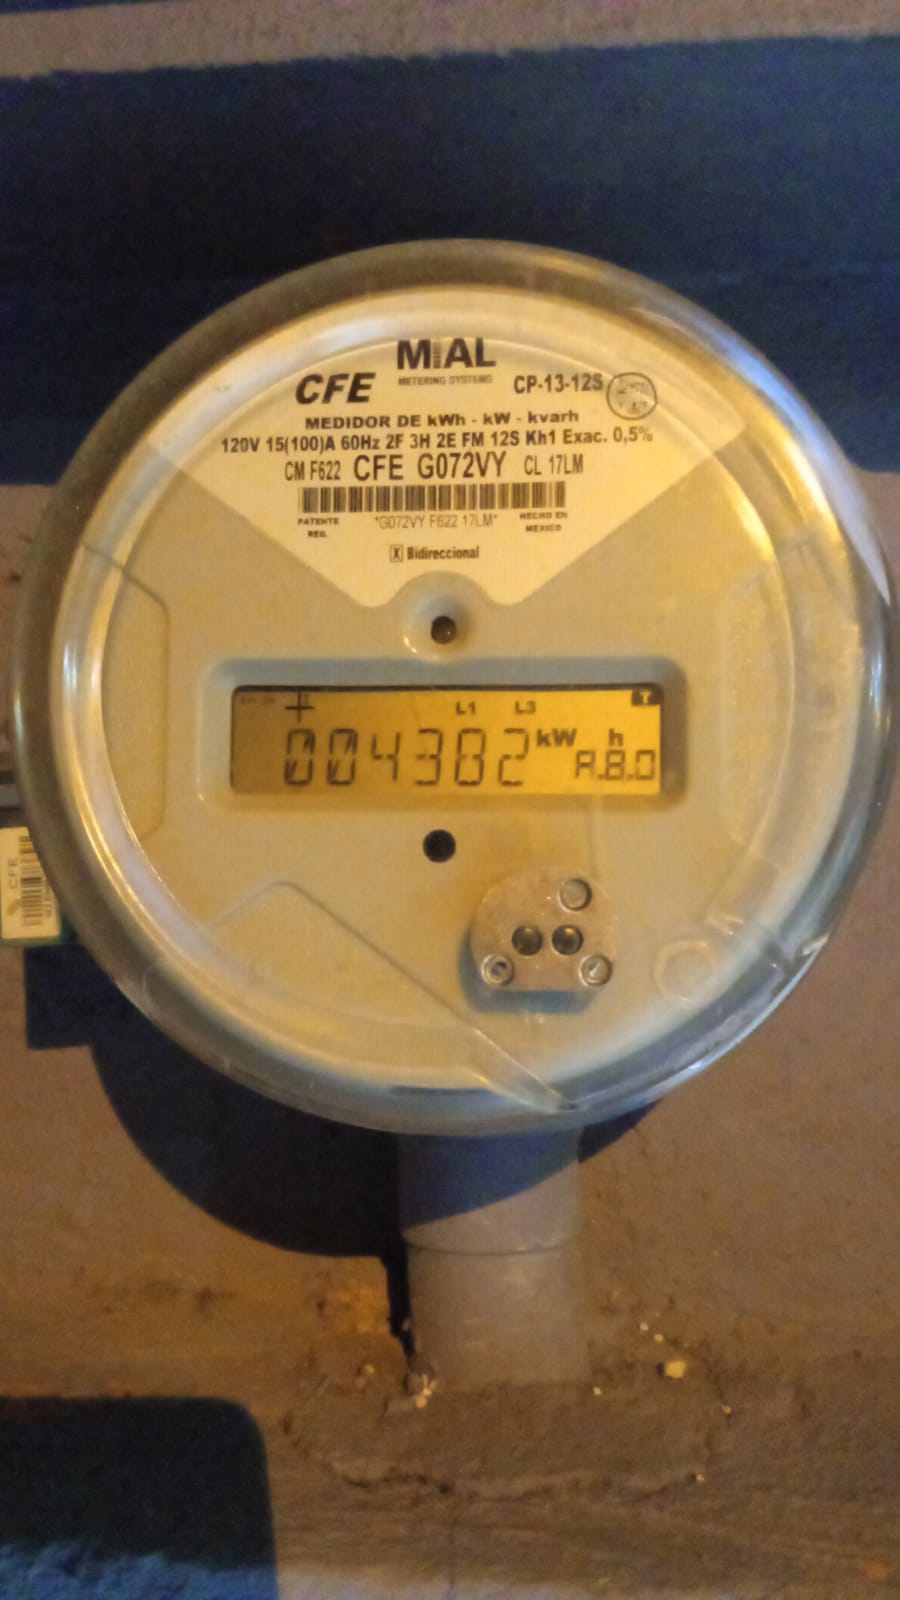 MiAL
METERING SYSTEMS
CFE
CP-13-12S
MEDIDOR DE kWh - kW - kvarh
120V 15(100)A 60Hz 2F 3H 2E FM 12S Kh1 Exac. 0,5%
CM F622 CFE G072VY CL 17LM
PATENTE REG.
*G072VY F622 17LM*
HECHO EN MEXICO
X Bidireccional
L1 L3 T
004382 kW h A.8.0
CFE